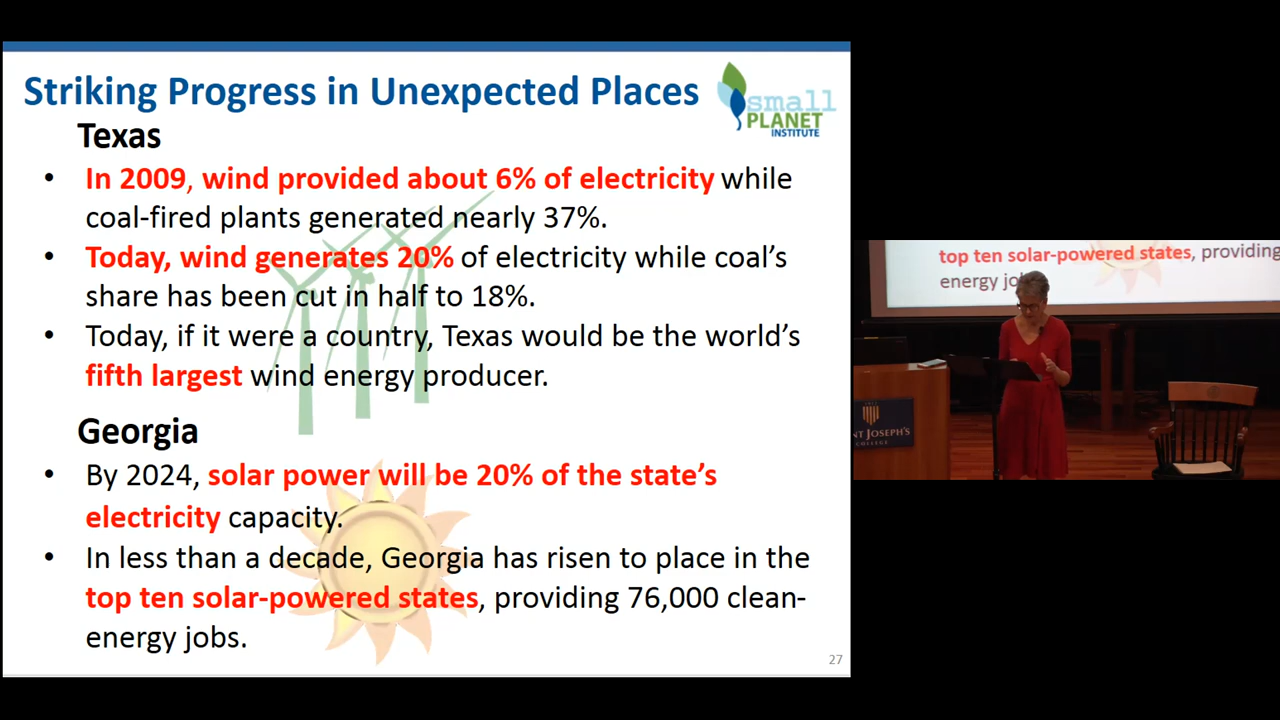 Striking Progress in Unexpected Places
small
PLANET
INSTITUTE
Texas
• In 2009, wind provided about 6% of electricity while
coal-fired plants generated nearly 37%.
• Today, wind generates 20% of electricity while coal’s
share has been cut in half to 18%.
• Today, if it were a country, Texas would be the world’s
fifth largest wind energy producer.
Georgia
• By 2024, solar power will be 20% of the state’s
electricity capacity.
• In less than a decade, Georgia has risen to place in the
top ten solar-powered states, providing 76,000 clean-
energy jobs.
27
top ten solar-powered states, providing
energy jo
NT JOSEPH'S
COLLEGE